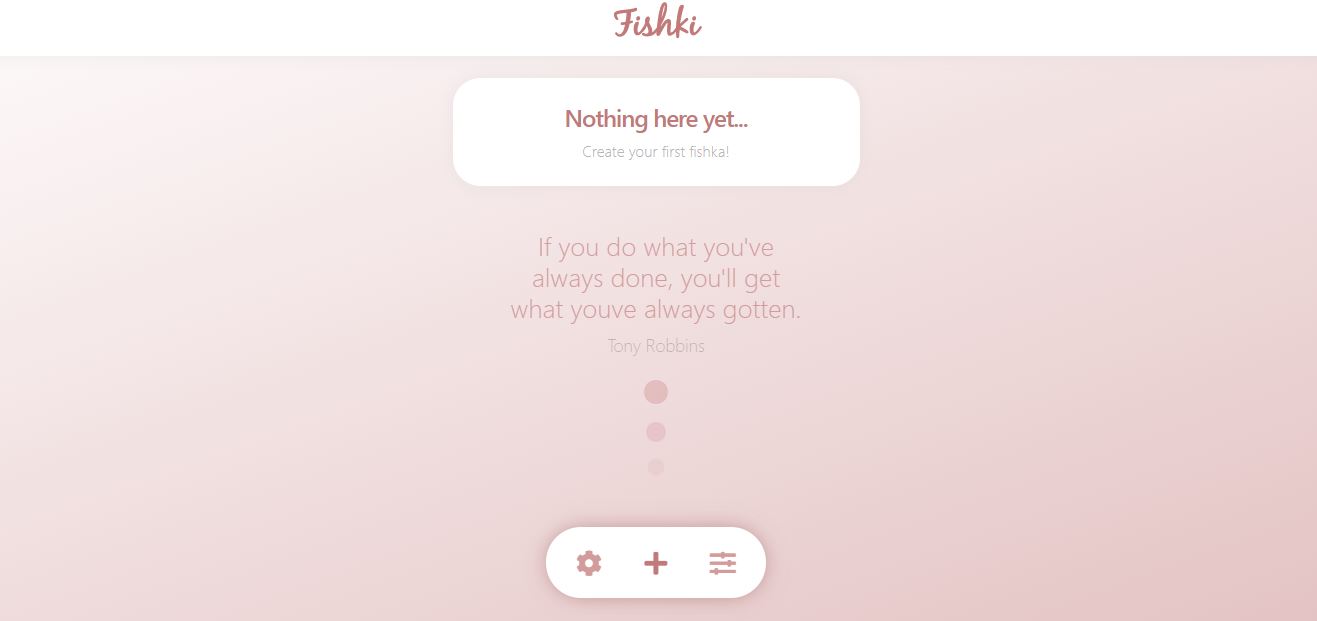 Fishki
Nothing here yet...
Create your first fishka!
If you do what you've
always done, you'll get
what youve always gotten.
Tony Robbins